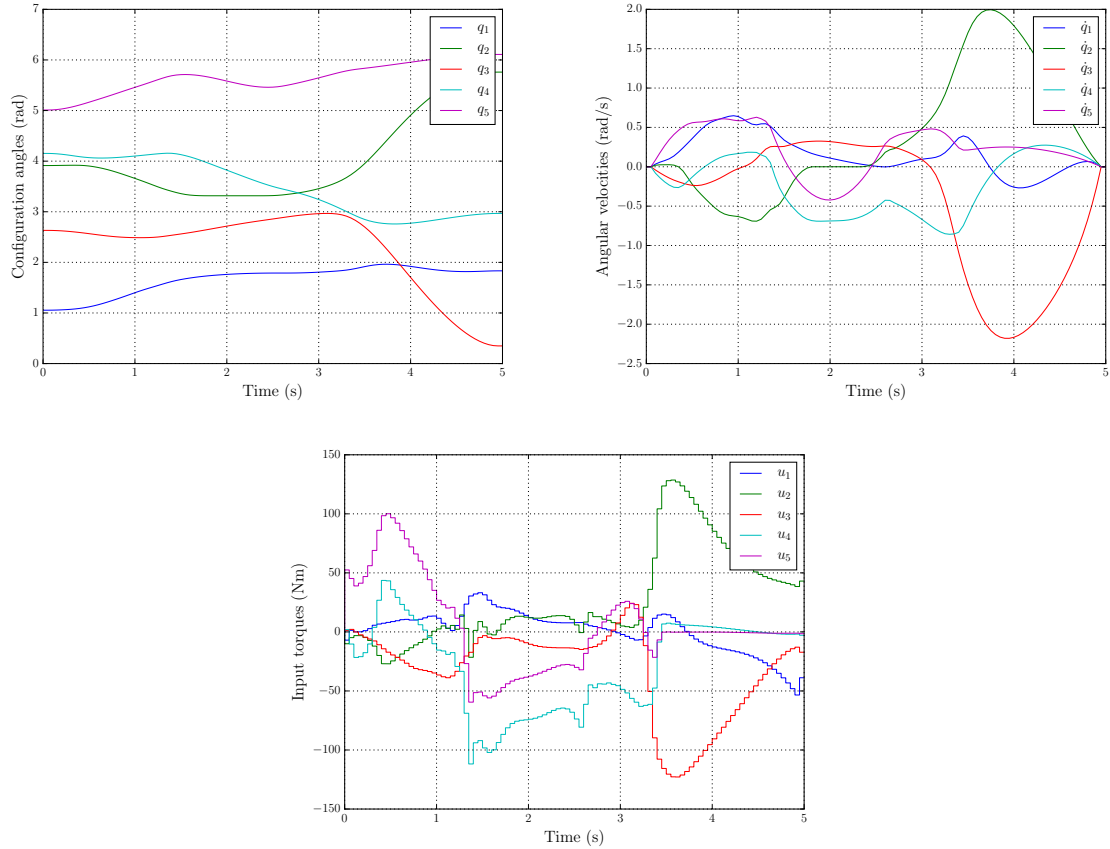 7
6
5
4
3
2
1
0
Configuration angles (rad)
0 1 2 3 4 5
Time (s)
q₁
q₂
q₃
q₄
q₅
2.0
1.5
1.0
0.5
0.0
−0.5
−1.0
−1.5
−2.0
−2.5
Angular velocities (rad/s)
0 1 2 3 4 5
Time (s)
q̇₁
q̇₂
q̇₃
q̇₄
q̇₅
150
100
50
0
−50
−100
−150
Input torques (Nm)
0 1 2 3 4 5
Time (s)
u₁
u₂
u₃
u₄
u₅